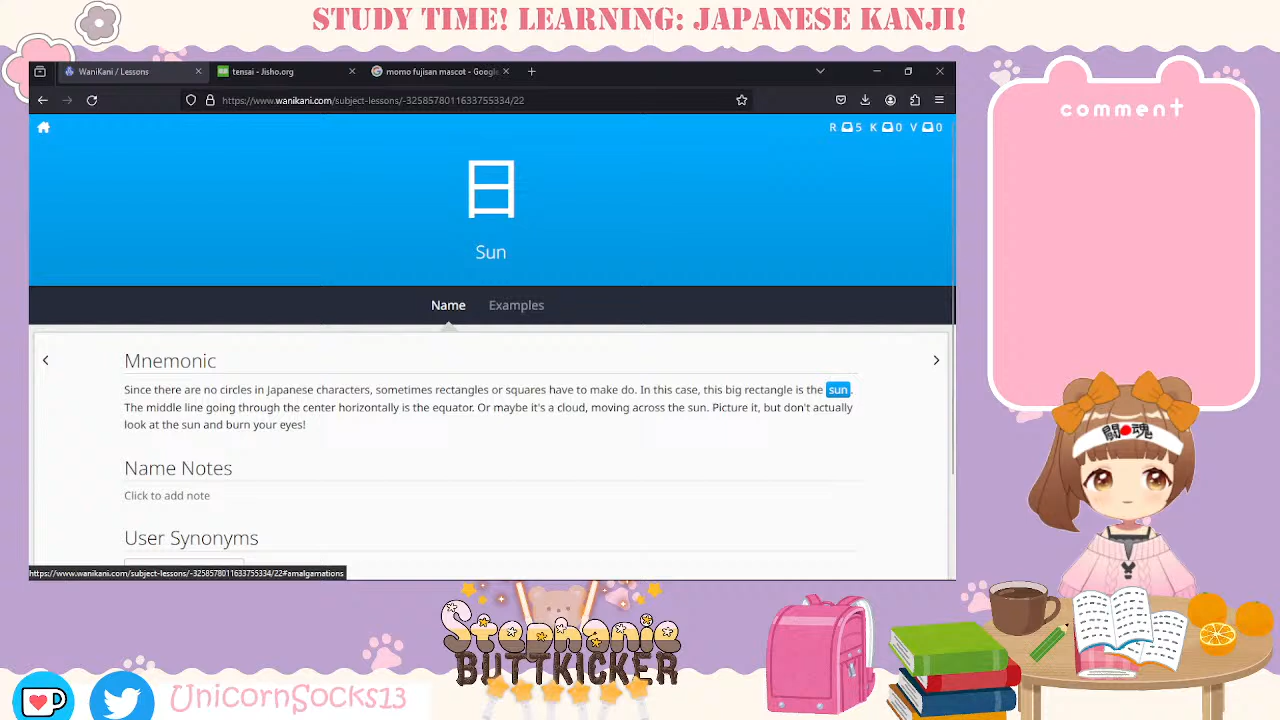 STUDY TIME! LEARNING: JAPANESE KANJI!
WaniKani / Lessons
tensai - Jisho.org
momo fujisan mascot - Google
https://www.wanikani.com/subject-lessons/-3258578011633755334/22
R 5 K 0 V 0
日
Sun
Name Examples
Mnemonic
Since there are no circles in Japanese characters, sometimes rectangles or squares have to make do. In this case, this big rectangle is the sun.
The middle line going through the center horizontally is the equator. Or maybe it's a cloud, moving across the sun. Picture it, but don't actually
look at the sun and burn your eyes!
Name Notes
Click to add note
User Synonyms
https://www.wanikani.com/subject-lessons/-3258578011633755334/22#amalgamations
comment
闘魂
Stephanie
BUTTKICKER
UnicornSocks13